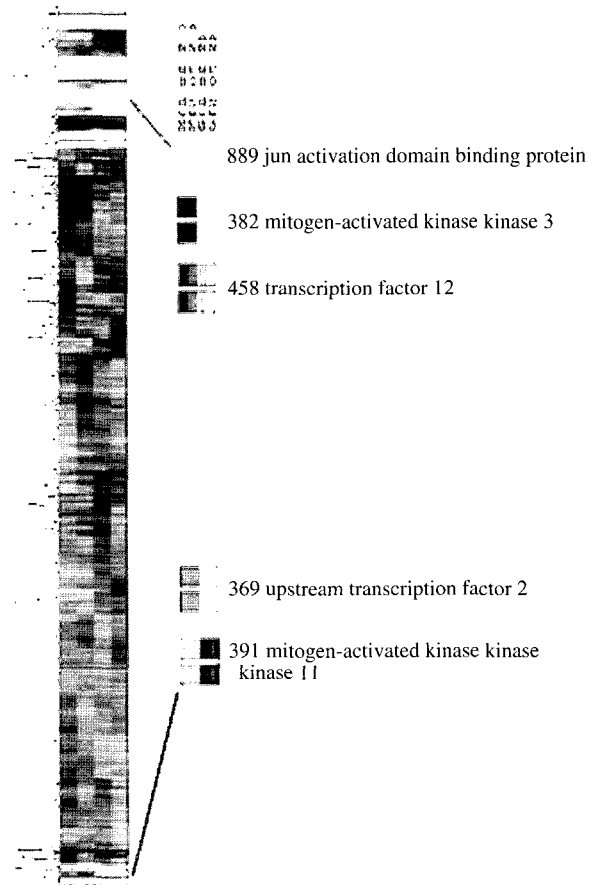 889 jun activation domain binding protein
382 mitogen-activated kinase kinase 3
458 transcription factor 12
369 upstream transcription factor 2
391 mitogen-activated kinase kinase
kinase 11